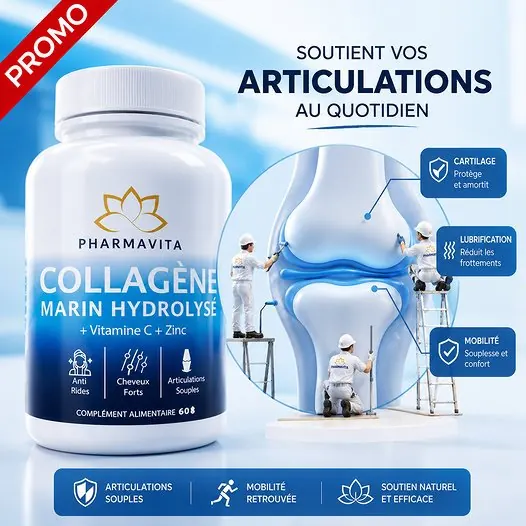 PROMO
SOUTIENT VOS
ARTICULATIONS
AU QUOTIDIEN
PHARMAVITA
COLLAGÈNE
MARIN HYDROLYSÉ
+ Vitamine C + Zinc
Anti
Rides
Cheveux
Forts
Articulations
Souples
COMPLÉMENT ALIMENTAIRE 60
CARTILAGE
Protège
et amortit
LUBRIFICATION
Réduit les
frottements
MOBILITÉ
Souplesse et
confort
ARTICULATIONS
SOUPLES
MOBILITÉ
RETROUVÉE
SOUTIEN NATUREL
ET EFFICACE